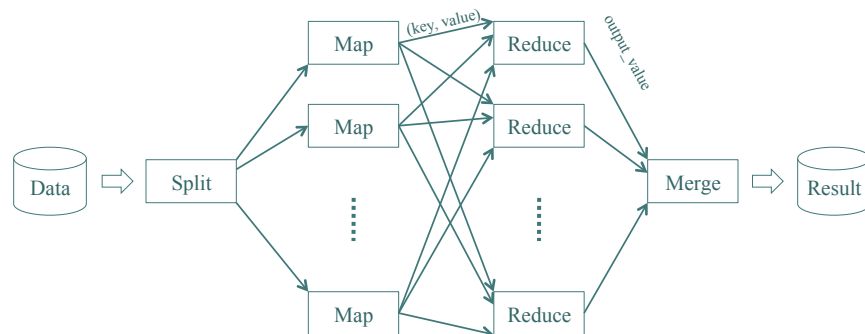 Data
Split
Map
Map
Map
(key, value)
Reduce
Reduce
Reduce
output_value
Merge
Result